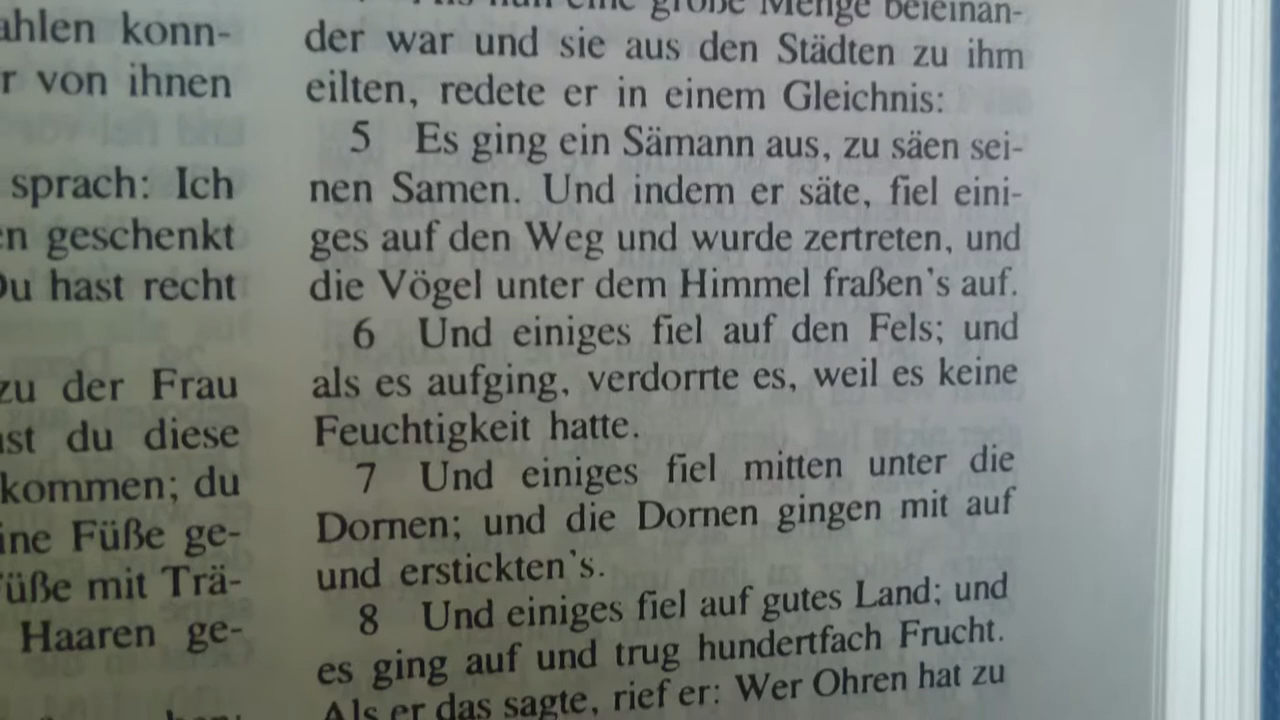 konn-
von ihnen
sprach: Ich
geschenkt
hast recht
zu der Frau
du diese
kommen; du
Füße ge-
mit Trä-
Haaren ge-
eine große Menge beieinan-
der war und sie aus den Städten zu ihm
eilten, redete er in einem Gleichnis:
5 Es ging ein Sämann aus, zu säen sei-
nen Samen. Und indem er säte, fiel eini-
ges auf den Weg und wurde zertreten, und
die Vögel unter dem Himmel fraßen's auf.
6 Und einiges fiel auf den Fels; und
als es aufging, verdorrte es, weil es keine
Feuchtigkeit hatte.
7 Und einiges fiel mitten unter die
Dornen; und die Dornen gingen mit auf
und erstickten's.
8 Und einiges fiel auf gutes Land; und
es ging auf und trug hundertfach Frucht.
Als er das sagte, rief er: Wer Ohren hat zu